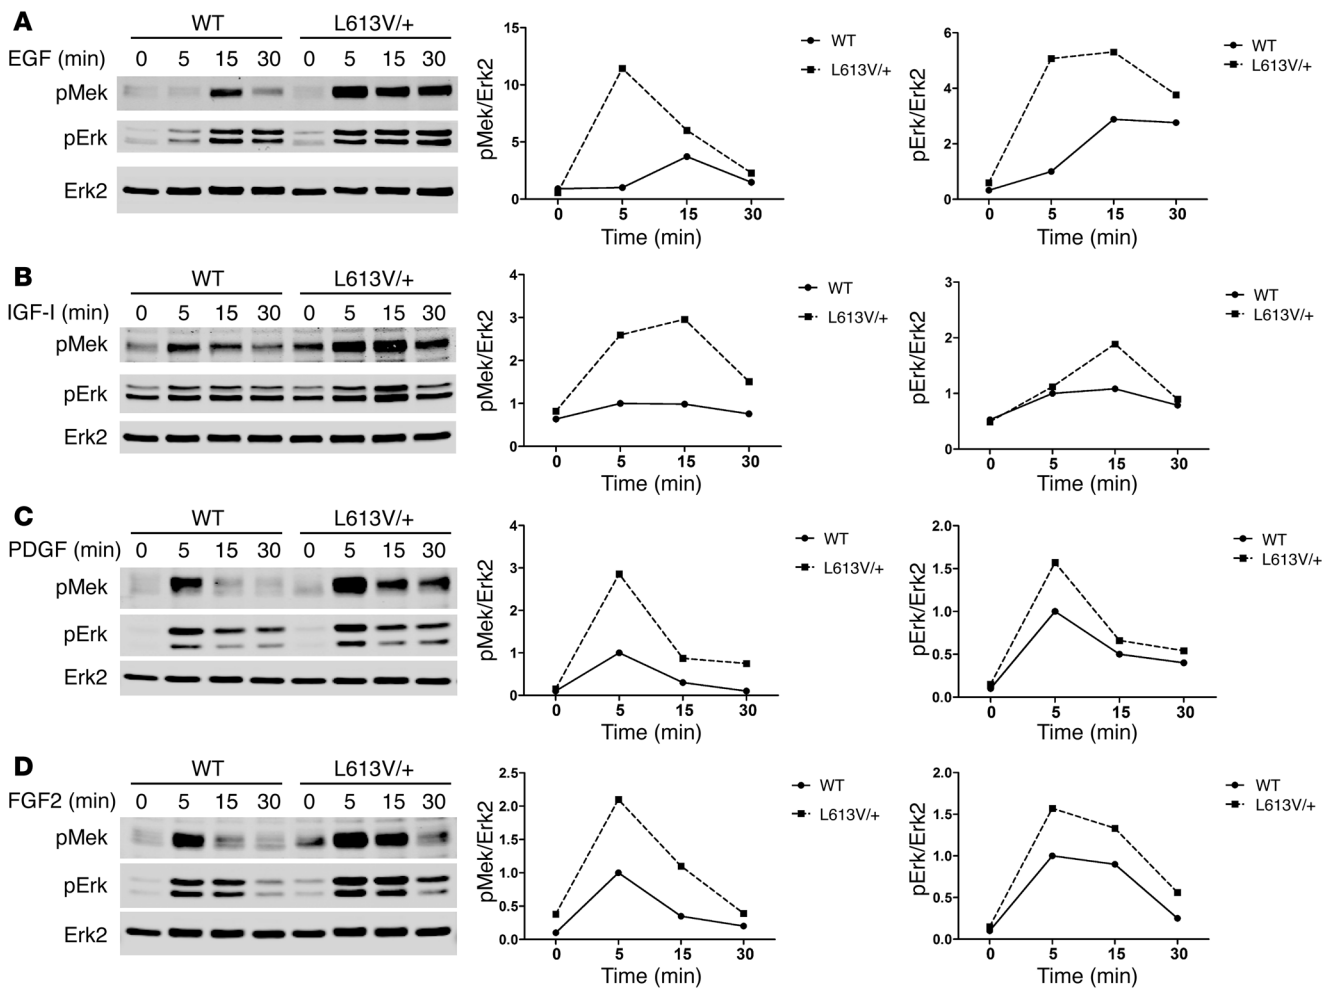 A
WT L613V/+
EGF (min) 0 5 15 30 0 5 15 30
pMek
pErk
Erk2
pMek/Erk2
15
10
5
0
0 5 15 30
Time (min)
WT
L613V/+
pErk/Erk2
6
4
2
0
0 5 15 30
Time (min)
WT
L613V/+
B
WT L613V/+
IGF-I (min) 0 5 15 30 0 5 15 30
pMek
pErk
Erk2
pMek/Erk2
4
3
2
1
0
0 5 15 30
Time (min)
WT
L613V/+
pErk/Erk2
3
2
1
0
0 5 15 30
Time (min)
WT
L613V/+
C
WT L613V/+
PDGF (min) 0 5 15 30 0 5 15 30
pMek
pErk
Erk2
pMek/Erk2
4
3
2
1
0
0 5 15 30
Time (min)
WT
L613V/+
pErk/Erk2
2.0
1.5
1.0
0.5
0.0
0 5 15 30
Time (min)
WT
L613V/+
D
WT L613V/+
FGF2 (min) 0 5 15 30 0 5 15 30
pMek
pErk
Erk2
pMek/Erk2
2.5
2.0
1.5
1.0
0.5
0.0
0 5 15 30
Time (min)
WT
L613V/+
pErk/Erk2
2.0
1.5
1.0
0.5
0.0
0 5 15 30
Time (min)
WT
L613V/+